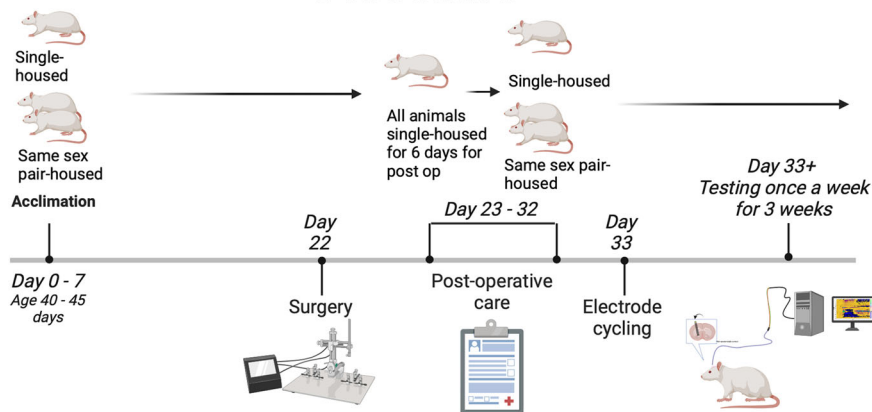 Single-
housed
Same sex
pair-housed
Acclimation
Day 0 - 7
Age 40 - 45
days
Day
22
Surgery
All animals
single-housed
for 6 days for
post op
Single-housed
Same sex pair-
housed
Day 23 - 32
Post-operative
care
Day
33
Electrode
cycling
Day 33+
Testing once a week
for 3 weeks